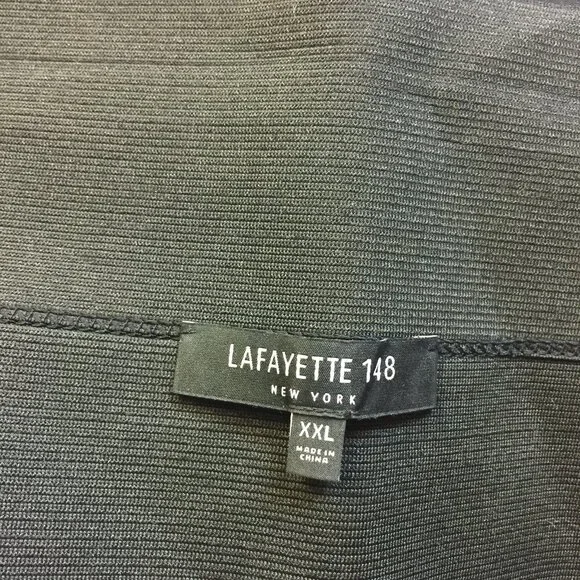 LAFAYETTE 148
NEW YORK
XXL
MADE IN
CHINA